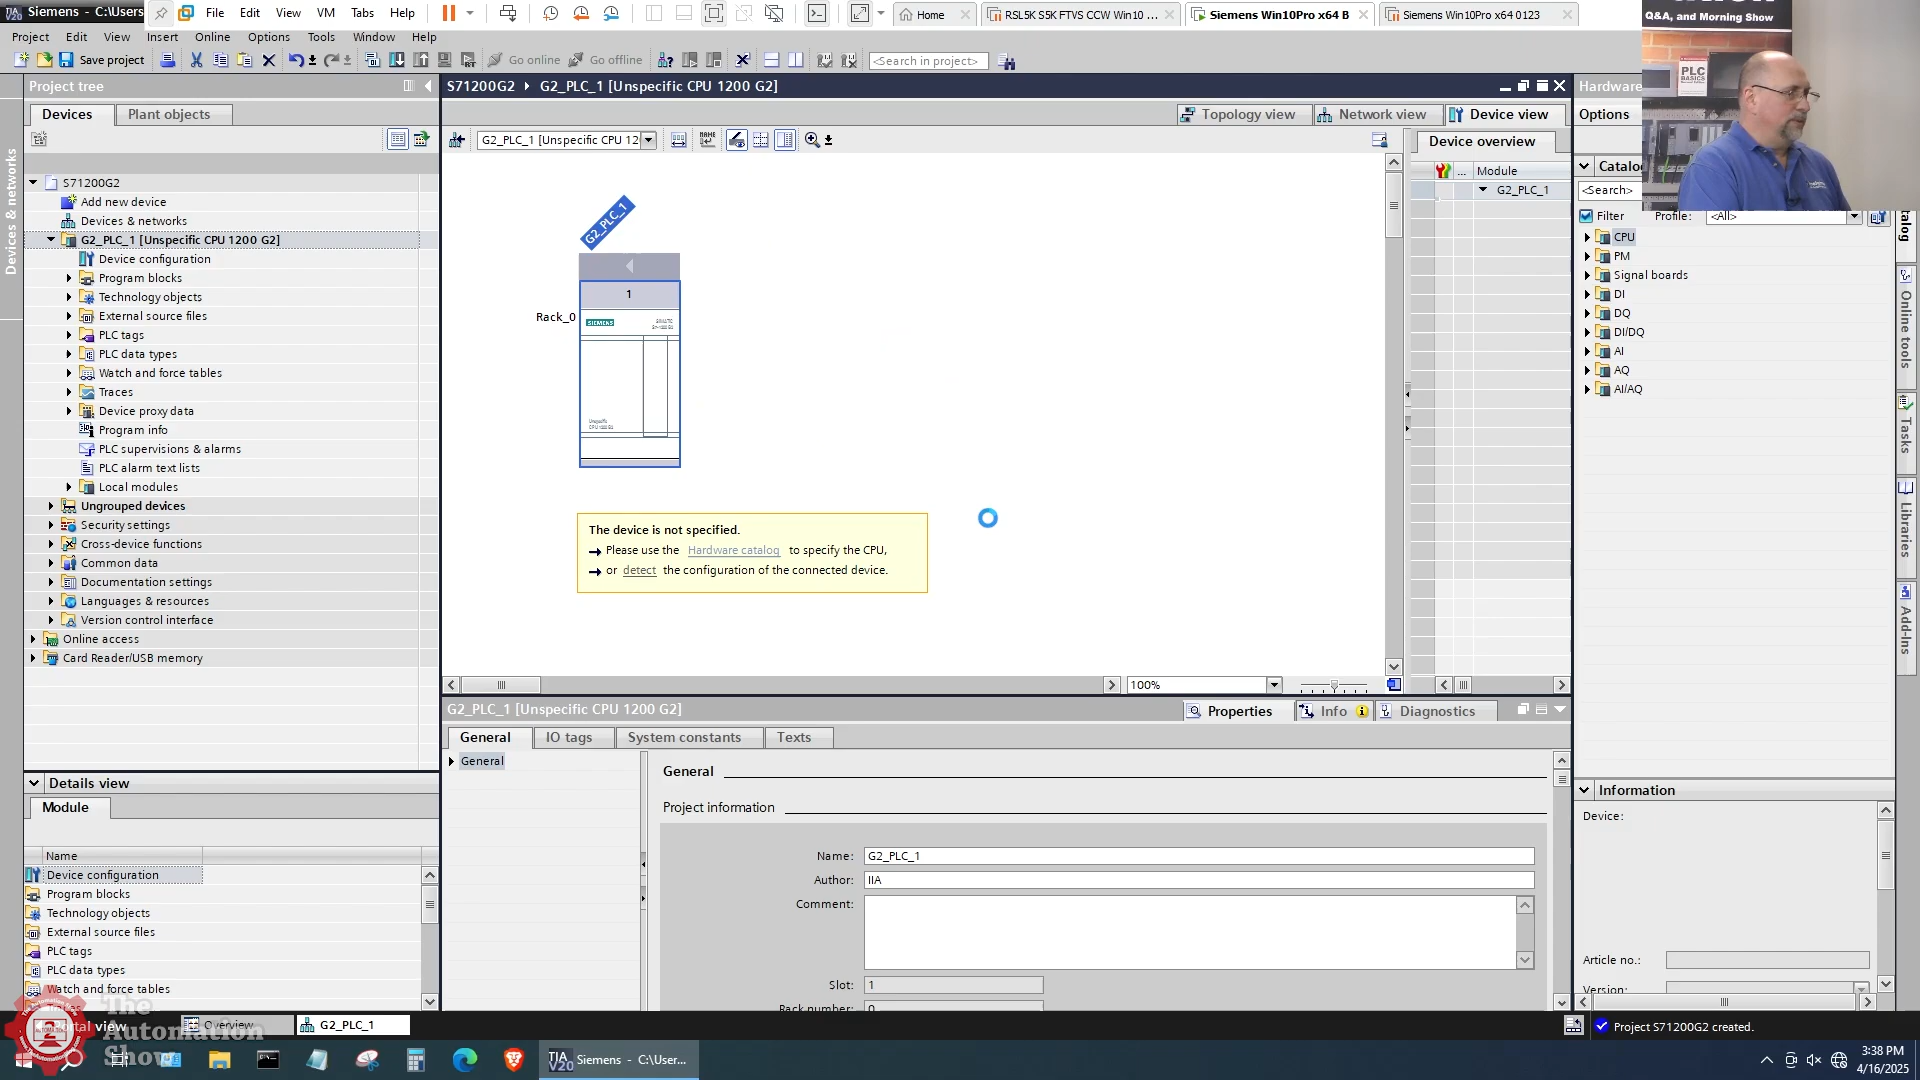 Siemens - C:\Users
File Edit View VM Tabs Help
Home
RSL5K S5K FTVS CCW Win10 ...
Siemens Win10Pro x64 B
Siemens Win10Pro x64 0123
Q&A, and Morning Show
PLC
BASICS
Project Edit View Insert Online Options Tools Window Help
Save project
Go online
Go offline
<Search in project>
Project tree
S71200G2 G2_PLC_1 [Unspecific CPU 1200 G2]
Hardware
Devices
Plant objects
Topology view
Network view
Device view
Options
G2_PLC_1 [Unspecific CPU 12
Device overview
Devices & networks
... Module
G2_PLC_1
S71200G2
Add new device
Devices & networks
G2_PLC_1 [Unspecific CPU 1200 G2]
Device configuration
Program blocks
Technology objects
External source files
PLC tags
PLC data types
Watch and force tables
Traces
Device proxy data
Program info
PLC supervisions & alarms
PLC alarm text lists
Local modules
Ungrouped devices
Security settings
Cross-device functions
Common data
Documentation settings
Languages & resources
Version control interface
Online access
Card Reader/USB memory
G2_PLC_1
1
Rack_0
SIEMENS
The device is not specified.
Please use the Hardware catalog to specify the CPU,
or detect the configuration of the connected device.
100%
Catalo
<Search>
Filter Profile: <All>
CPU
PM
Signal boards
DI
DQ
DI/DQ
AI
AQ
AI/AQ
Online tools
Tasks
Libraries
Add-Ins
G2_PLC_1 [Unspecific CPU 1200 G2]
Properties
Info
Diagnostics
General
IO tags
System constants
Texts
General
General
Project information
Name: G2_PLC_1
Author: IIA
Comment:
Slot: 1
Rack number: 0
Details view
Module
Name
Device configuration
Program blocks
Technology objects
External source files
PLC tags
PLC data types
Watch and force tables
Information
Device:
Article no.:
Version:
Portal view
Overview
G2_PLC_1
Project S71200G2 created.
The
Automation
Show
TIA
V20
Siemens - C:\User...
3:38 PM
4/16/2025